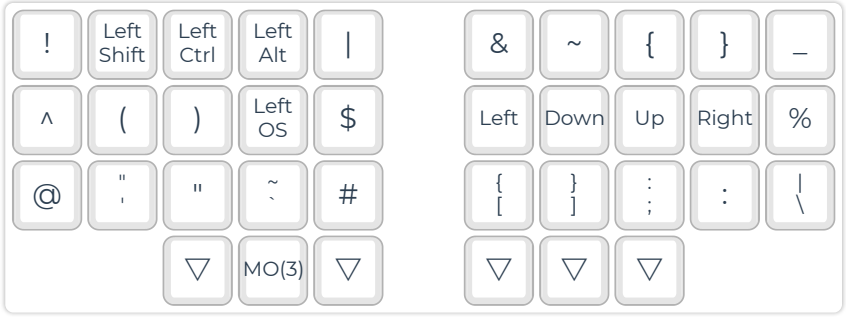 ! Left Shift Left Ctrl Left Alt | & ~ { } _
^ ( ) Left OS $ Left Down Up Right %
@ " ' " ~ ` # { [ } ] : ; : | \
▽ MO(3) ▽ ▽ ▽ ▽